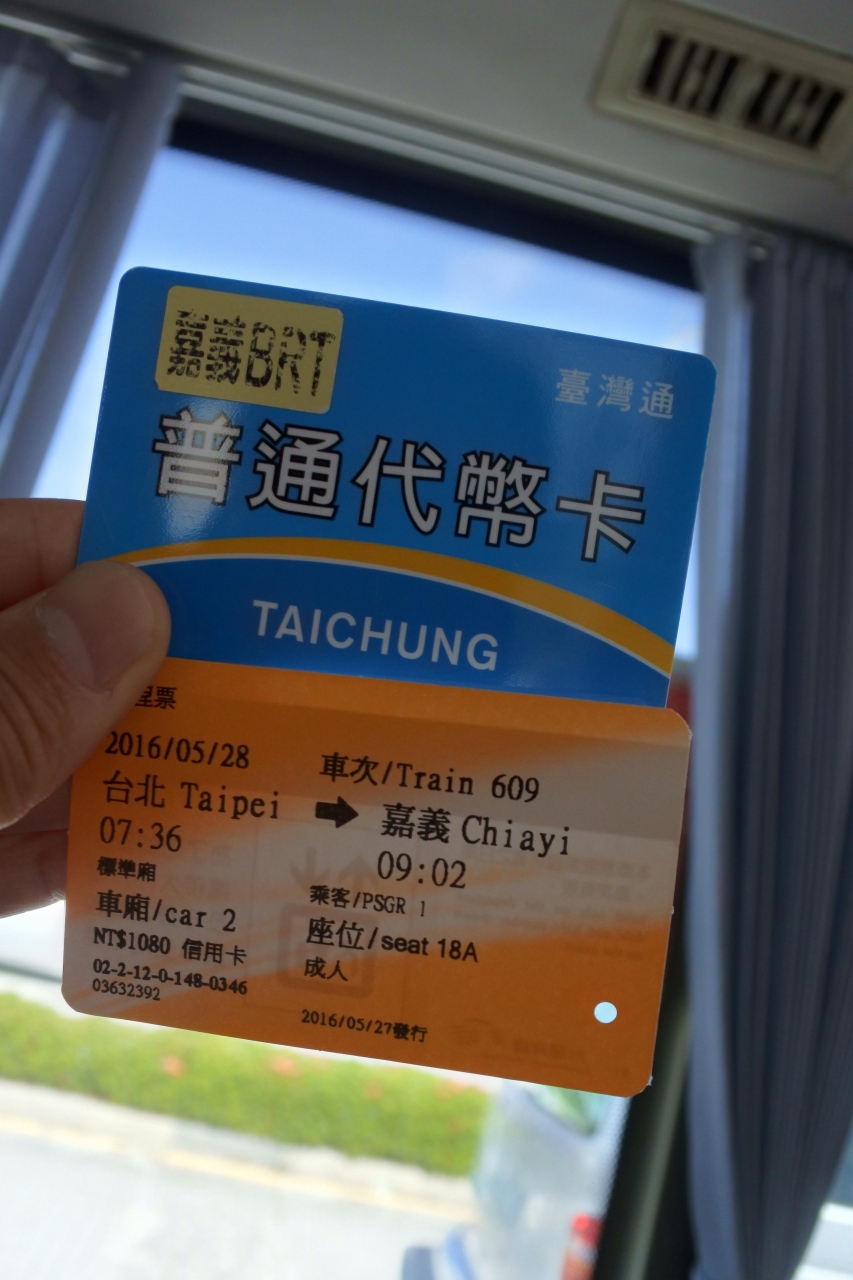 嘉義BRT
臺灣通
普通代幣卡
TAICHUNG
程票
2016/05/28
車次/Train 609
台北 Taipei
嘉義 Chiayi
07:36
09:02
標準廂
乘客/PSGR 1
車廂/car 2
座位/seat 18A
NT$1080 信用卡
成人
02-2-12-0-148-0346
03632392
2016/05/27發行